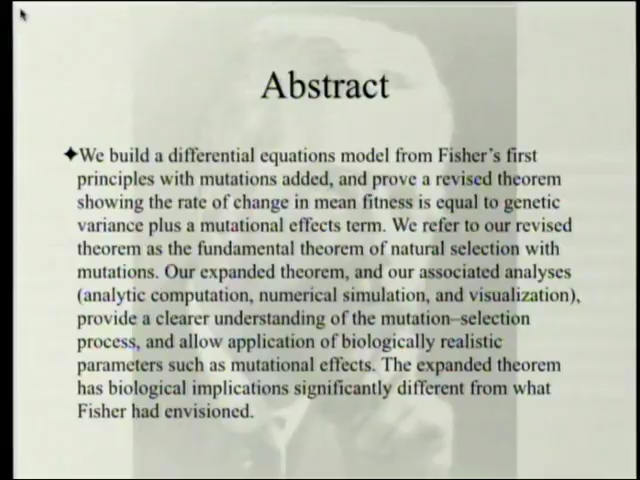 Abstract
✦We build a differential equations model from Fisher's first
principles with mutations added, and prove a revised theorem
showing the rate of change in mean fitness is equal to genetic
variance plus a mutational effects term. We refer to our revised
theorem as the fundamental theorem of natural selection with
mutations. Our expanded theorem, and our associated analyses
(analytic computation, numerical simulation, and visualization),
provide a clearer understanding of the mutation–selection
process, and allow application of biologically realistic
parameters such as mutational effects. The expanded theorem
has biological implications significantly different from what
Fisher had envisioned.